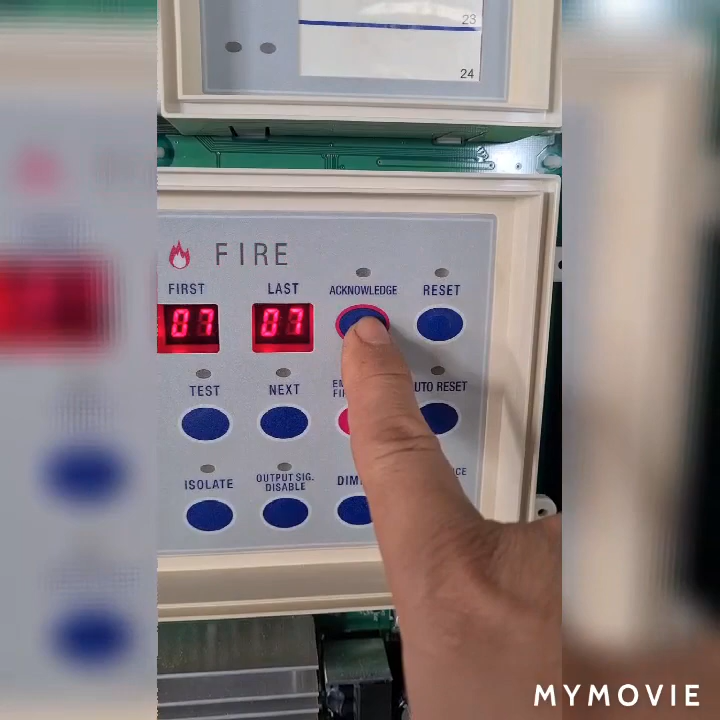 23
24
FIRE
FIRST LAST ACKNOWLEDGE RESET
07 07
TEST NEXT UTO RESET
ISOLATE OUTPUT SIG.
DISABLE
MYMOVIE